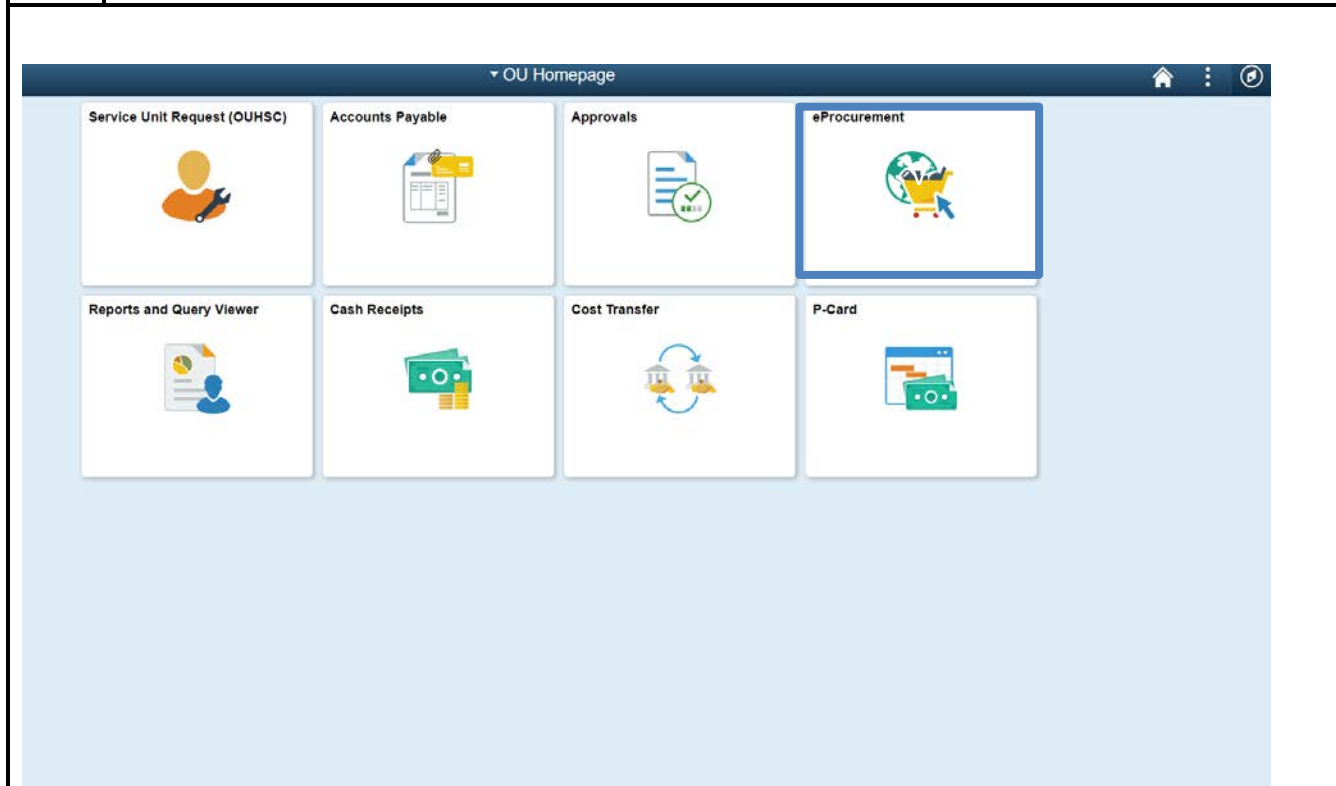 OU Homepage
Service Unit Request (OUHSC)
Accounts Payable
Approvals
eProcurement
Reports and Query Viewer
Cash Receipts
Cost Transfer
P-Card